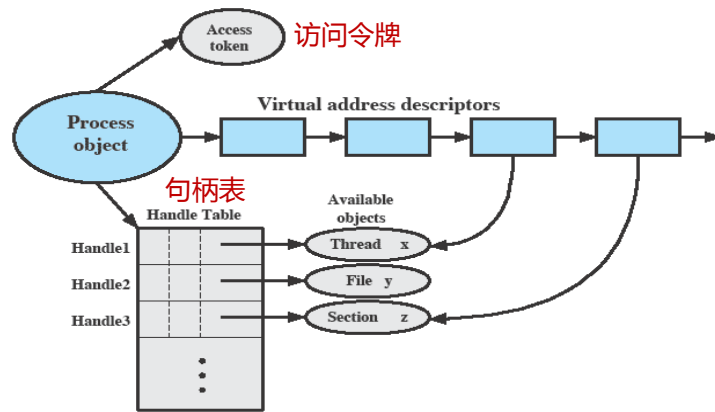 Access
token
访问令牌
Virtual address descriptors
Process
object
句柄表
Handle Table
Available
objects
Handle1
Thread x
Handle2
File y
Handle3
Section z